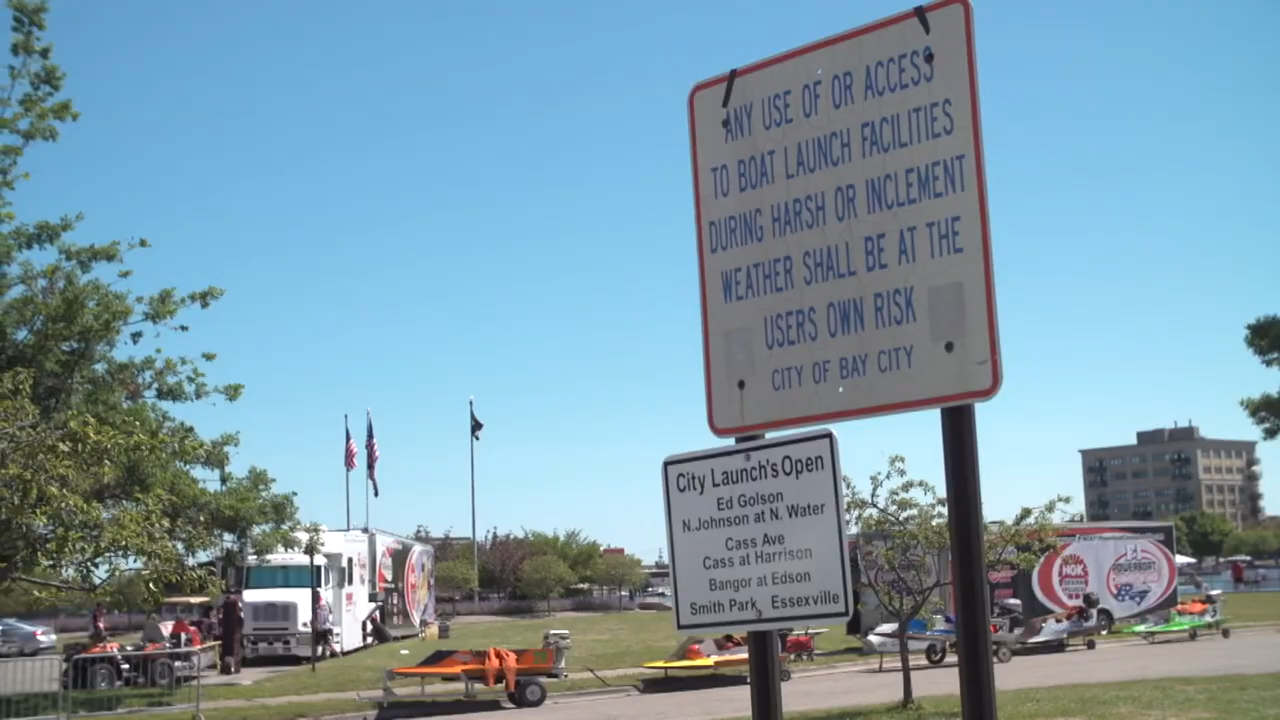 ANY USE OF OR ACCESS
TO BOAT LAUNCH FACILITIES
DURING HARSH OR INCLEMENT
WEATHER SHALL BE AT THE
USERS OWN RISK
CITY OF BAY CITY
City Launch's Open
Ed Golson
N.Johnson at N. Water
Cass Ave
Cass at Harrison
Bangor at Edson
Smith Park Essexville
NGK
SPARK
PLUGS
POWERBOAT